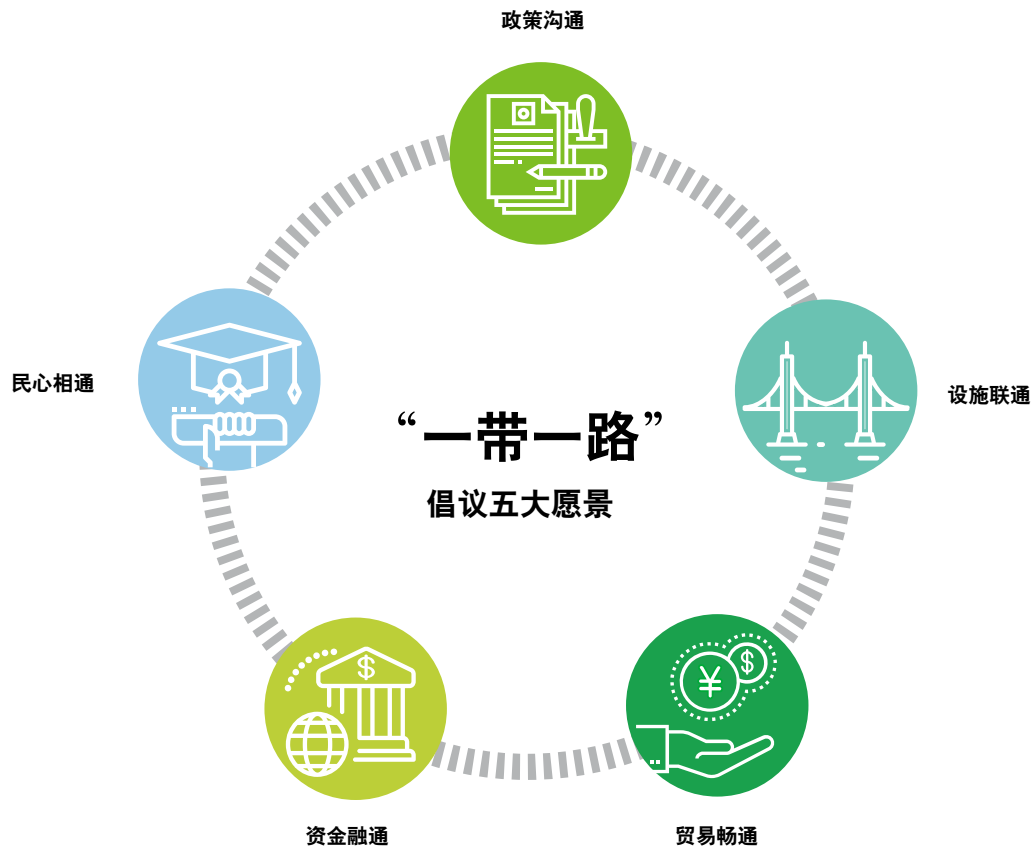 政策沟通
民心相通
设施联通
“一带一路”
倡议五大愿景
资金融通
贸易畅通